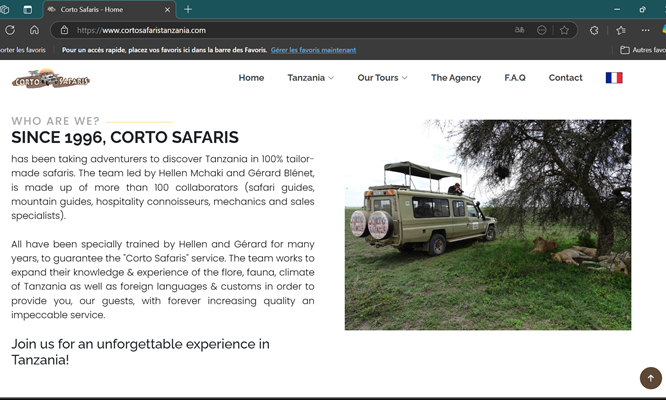 Corto Safaris - Home
https://www.cortosafaristanzania.com
orter les favoris
Pour un accès rapide, placez vos favoris ici dans la barre des Favoris. Gérer les favoris maintenant
Autres favo
CORTO SAFARIS
Home Tanzania Our Tours The Agency F.A.Q Contact
WHO ARE WE?
SINCE 1996, CORTO SAFARIS
has been taking adventurers to discover Tanzania in 100% tailor-
made safaris. The team led by Hellen Mchaki and Gérard Blénet,
is made up of more than 100 collaborators (safari guides,
mountain guides, hospitality connoisseurs, mechanics and sales
specialists).
All have been specially trained by Hellen and Gérard for many
years, to guarantee the "Corto Safaris" service. The team works to
expand their knowledge & experience of the flore, fauna, climate
of Tanzania as well as foreign languages & customs in order to
provide you, our guests, with forever increasing quality an
impeccable service.
Join us for an unforgettable experience in
Tanzania!